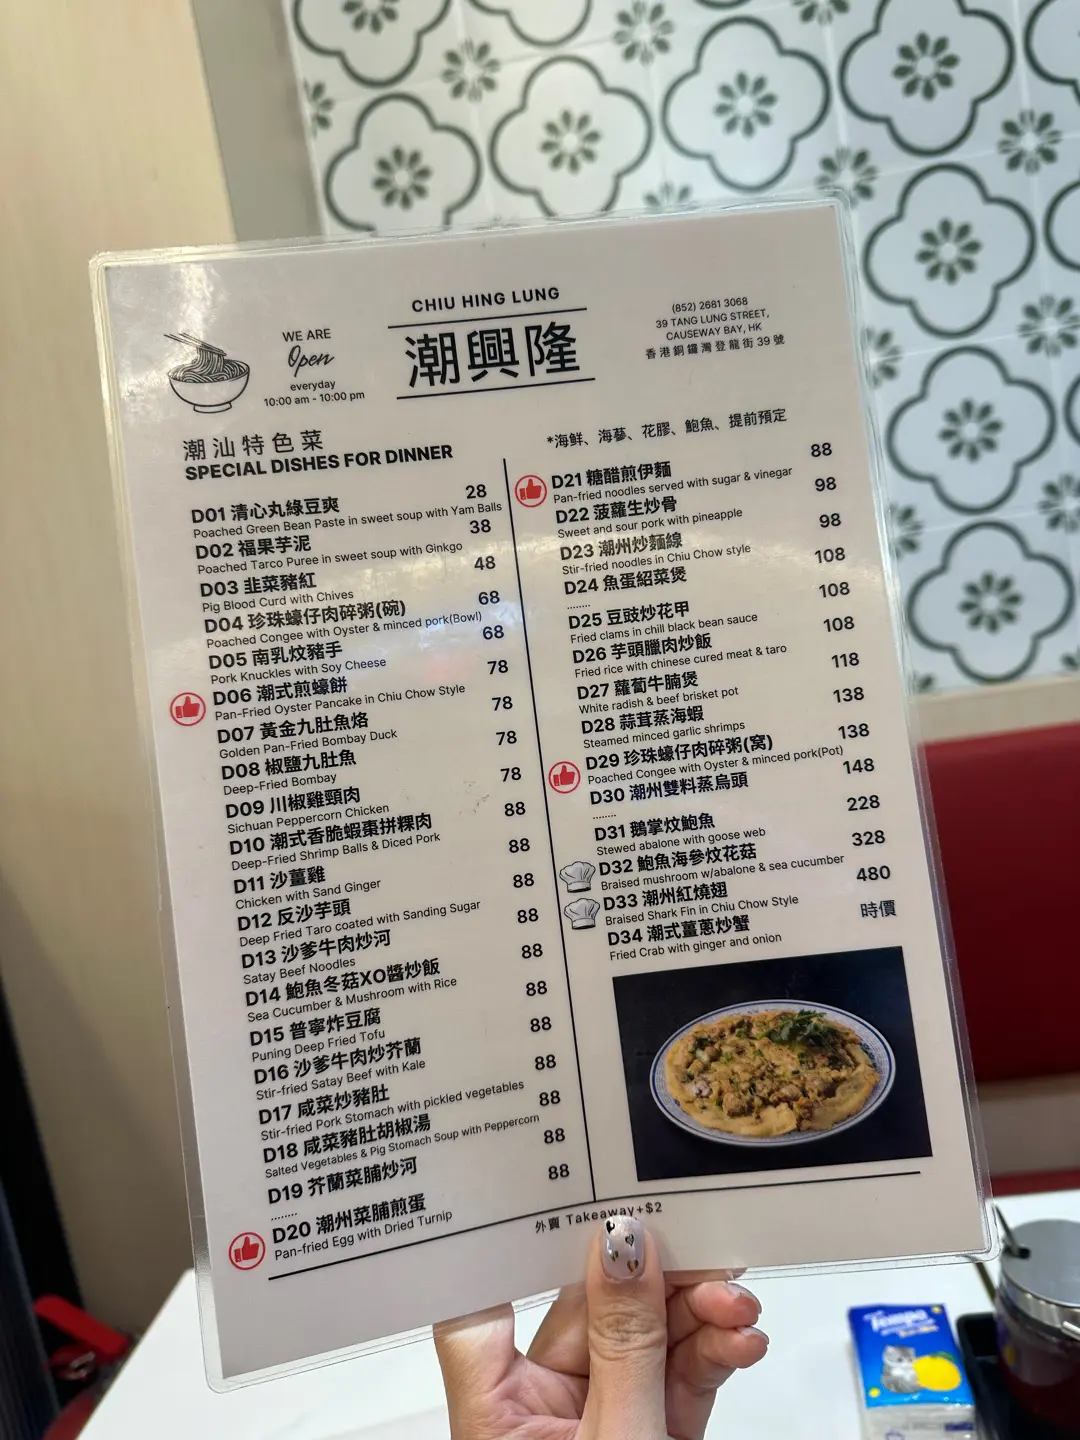 CHIU HING LUNG
潮興隆
WE ARE
Open
everyday
10:00 am - 10:00 pm
(852) 2681 3068
39 TANG LUNG STREET,
CAUSEWAY BAY, HK
香港銅鑼灣登龍街39號
潮汕特色菜
SPECIAL DISHES FOR DINNER
D01 清心丸綠豆爽 28
Poached Green Bean Paste in sweet soup with Yam Balls
D02 福果芋泥 38
Poached Tarco Puree in sweet soup with Ginkgo
D03 韭菜豬紅 48
Pig Blood Curd with Chives
D04 珍珠蠔仔肉碎粥(碗) 68
Poached Congee with Oyster & minced pork(Bowl)
D05 南乳炆豬手 68
Pork Knuckles with Soy Cheese
D06 潮式煎蠔餅 78
Pan-Fried Oyster Pancake in Chiu Chow Style
D07 黃金九肚魚烙 78
Golden Pan-Fried Bombay Duck
D08 椒鹽九肚魚 78
Deep-Fried Bombay
D09 川椒雞頸肉 78
Sichuan Peppercorn Chicken
D10 潮式香脆蝦棗拼粿肉 88
Deep-Fried Shrimp Balls & Diced Pork
D11 沙薑雞 88
Chicken with Sand Ginger
D12 反沙芋頭 88
Deep Fried Taro coated with Sanding Sugar
D13 沙爹牛肉炒河 88
Satay Beef Noodles
D14 鮑魚冬菇XO醬炒飯 88
Sea Cucumber & Mushroom with Rice
D15 普寧炸豆腐 88
Puning Deep Fried Tofu
D16 沙爹牛肉炒芥蘭 88
Stir-fried Satay Beef with Kale
D17 咸菜炒豬肚 88
Stir-fried Pork Stomach with pickled vegetables
D18 咸菜豬肚胡椒湯 88
Salted Vegetables & Pig Stomach Soup with Peppercorn
D19 芥蘭菜脯炒河 88
........
D20 潮州菜脯煎蛋 88
Pan-fried Egg with Dried Turnip
*海鮮、海參、花膠、鮑魚、提前預定
D21 糖醋煎伊麵 88
Pan-fried noodles served with sugar & vinegar
D22 菠蘿生炒骨 98
Sweet and sour pork with pineapple
D23 潮州炒麵線 98
Stir-fried noodles in Chiu Chow style
D24 魚蛋紹菜煲 108
........
D25 豆豉炒花甲 108
Fried clams in chill black bean sauce
D26 芋頭臘肉炒飯 108
Fried rice with chinese cured meat & taro
D27 蘿蔔牛腩煲 118
White radish & beef brisket pot
D28 蒜茸蒸海蝦 138
Steamed minced garlic shrimps
D29 珍珠蠔仔肉碎粥(窝) 138
Poached Congee with Oyster & minced pork(Pot)
D30 潮州雙料蒸烏頭 148
........
D31 鵝掌炆鮑魚 228
Stewed abalone with goose web
D32 鮑魚海參炆花菇 328
Braised mushroom w/abalone & sea cucumber
D33 潮州紅燒翅 480
Braised Shark Fin in Chiu Chow Style
D34 潮式薑蔥炒蟹 時價
Fried Crab with ginger and onion
外賣 Takeaway+$2
Tempo